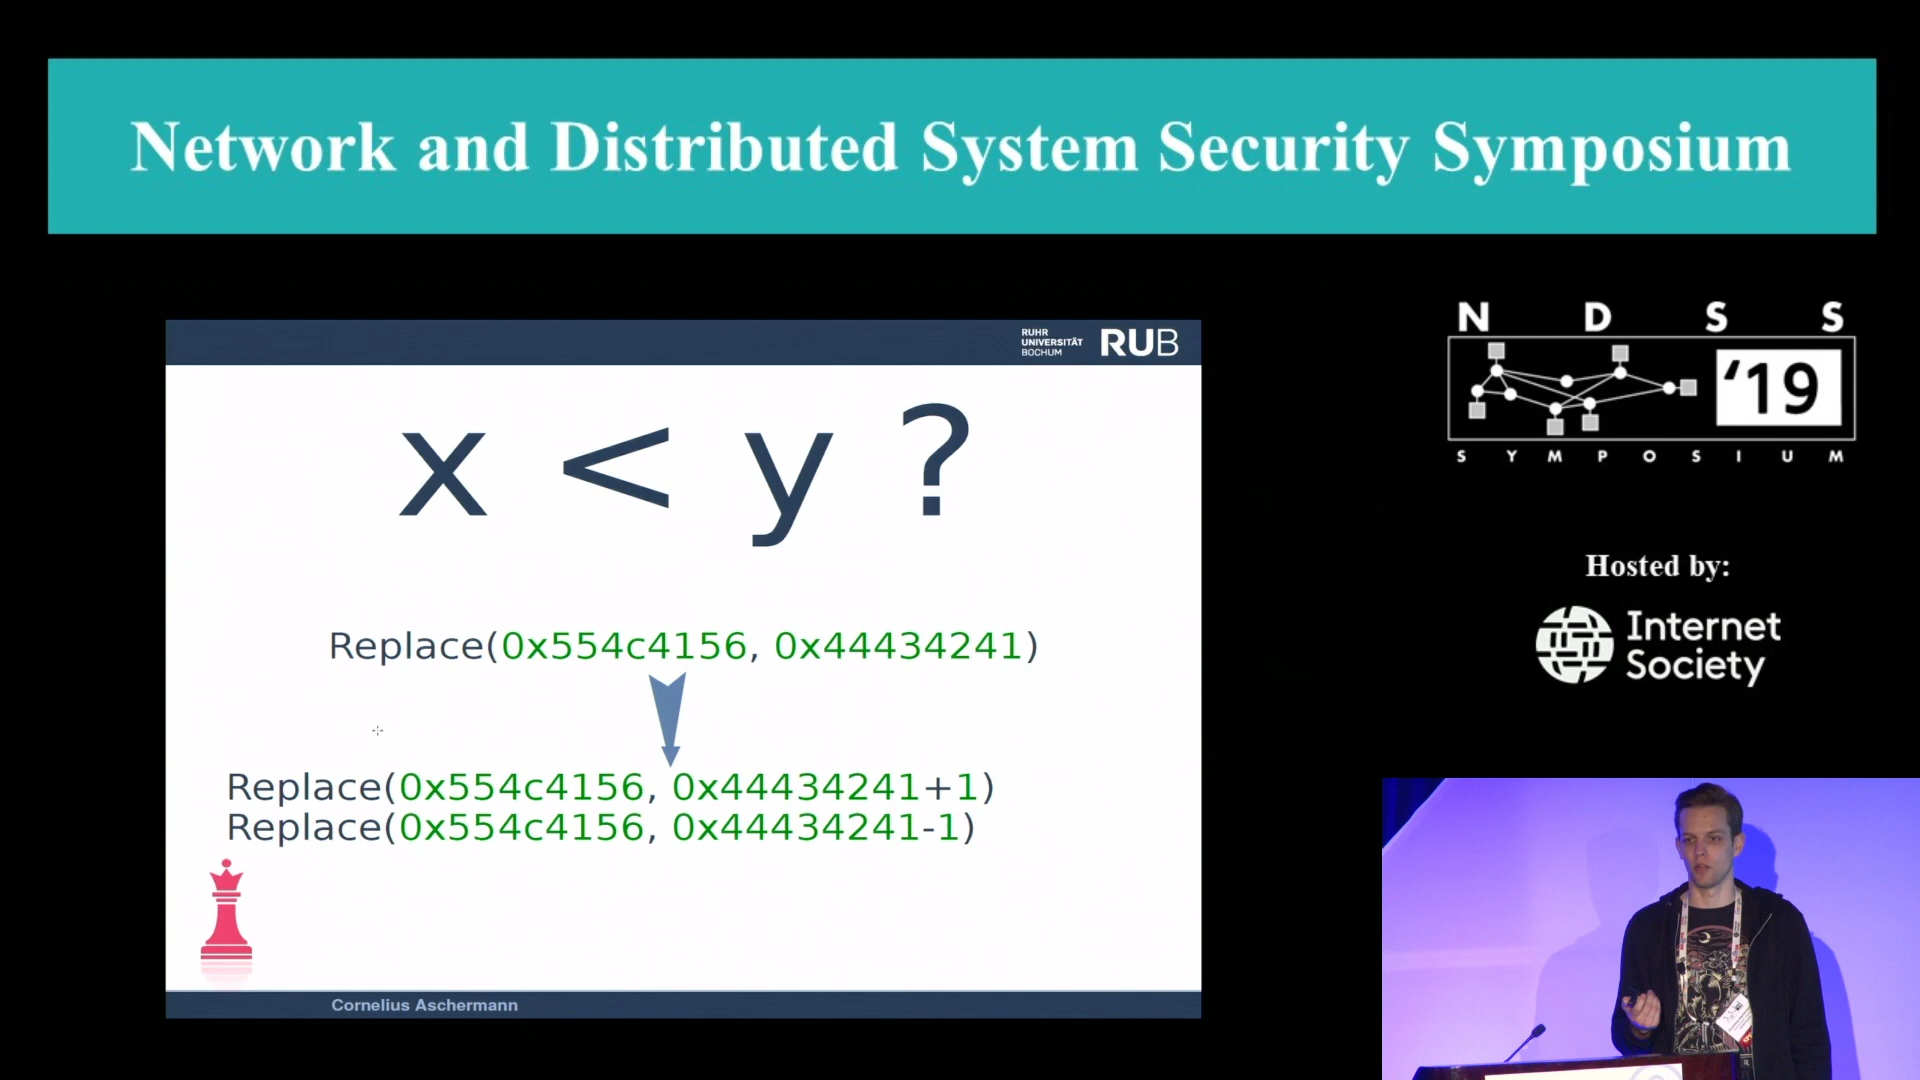 Network and Distributed System Security Symposium
N D S S
'19
S Y M P O S I U M
Hosted by:
Internet
Society
RUHR
UNIVERSITÄT
BOCHUM
RUB
x < y ?
Replace(0x554c4156, 0x44434241)
Replace(0x554c4156, 0x44434241+1)
Replace(0x554c4156, 0x44434241-1)
Cornelius Aschermann